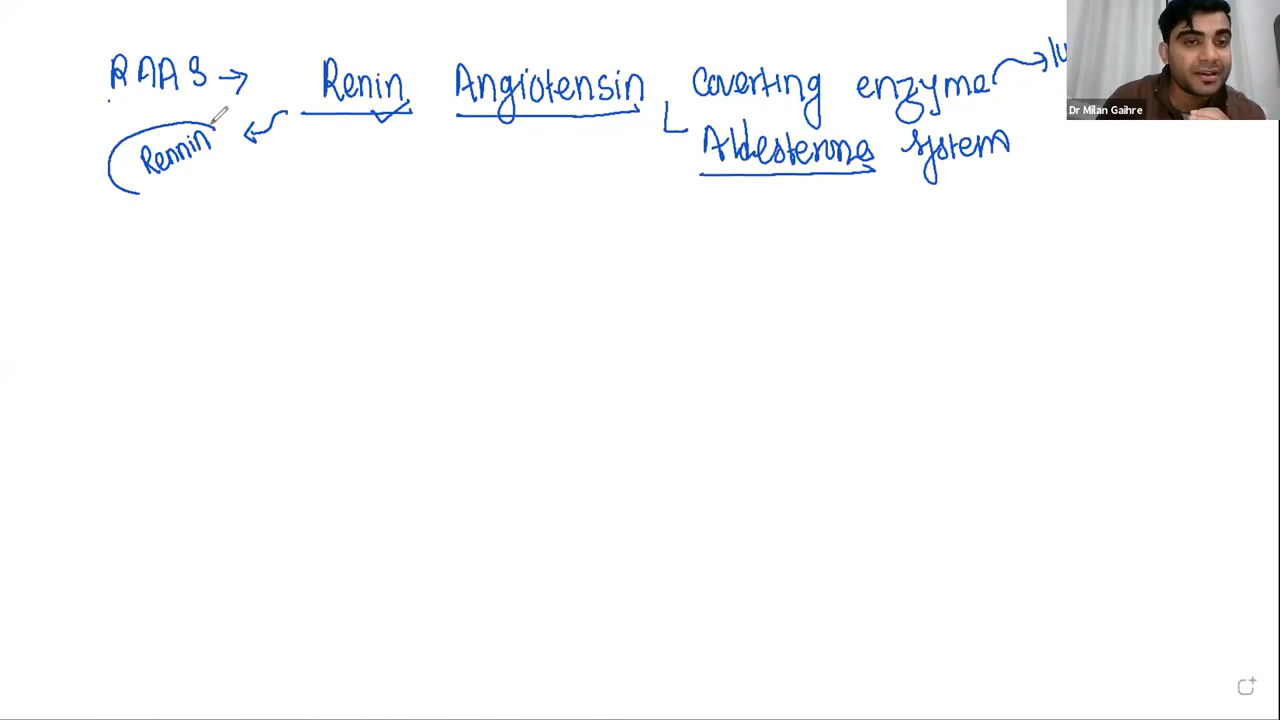 RAAS → Renin Angiotensin coverting enzyme
Rennin
Aldesterone system
Dr Milan Gaihre